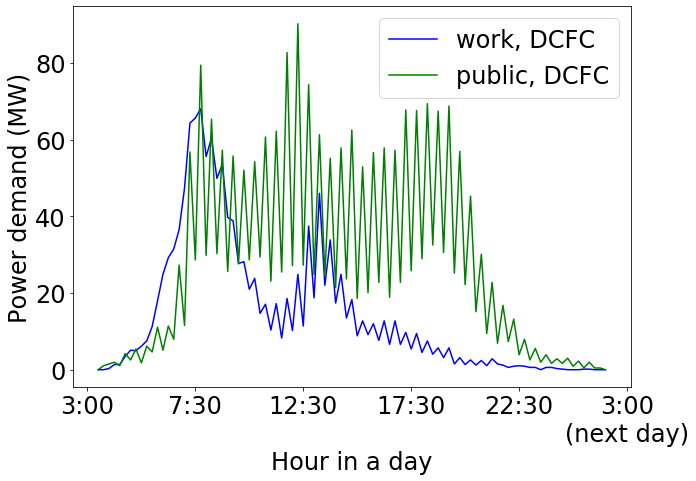 work, DCFC
public, DCFC
Power demand (MW)
80
60
40
20
0
3:00 7:30 12:30 17:30 22:30 3:00
(next day)
Hour in a day